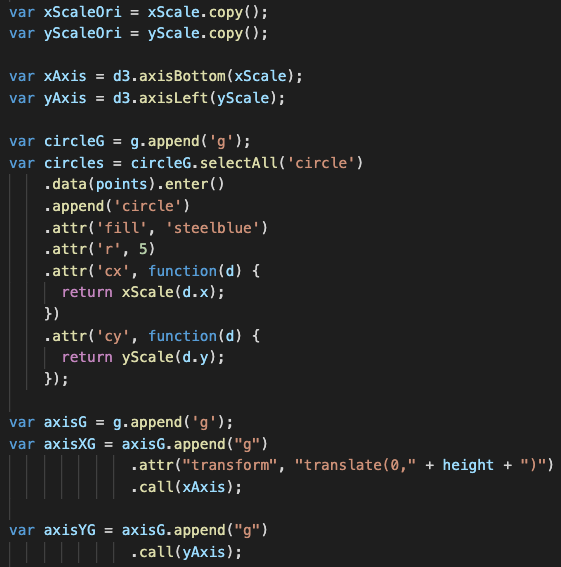 var xScaleOri = xScale.copy();
var yScaleOri = yScale.copy();
var xAxis = d3.axisBottom(xScale);
var yAxis = d3.axisLeft(yScale);
var circleG = g.append('g');
var circles = circleG.selectAll('circle')
.data(points).enter()
.append('circle')
.attr('fill', 'steelblue')
.attr('r', 5)
.attr('cx', function(d) {
return xScale(d.x);
})
.attr('cy', function(d) {
return yScale(d.y);
});
var axisG = g.append('g');
var axisXG = axisG.append("g")
.attr("transform", "translate(0," + height + ")")
.call(xAxis);
var axisYG = axisG.append("g")
.call(yAxis);